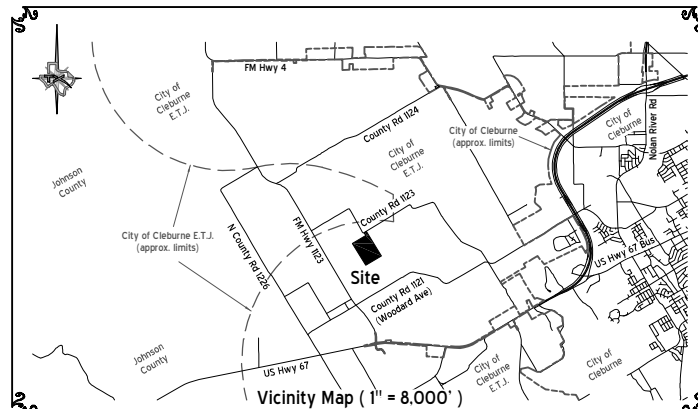 FM Hwy 4
City of
Cleburne
E.T.J.
County Rd 1124
City of Cleburne
(approx. limits)
City of
Cleburne
Nolan River Rd
City of
Cleburne
E.T.J.
Johnson
County
City of Cleburne E.T.J.
(approx. limits)
N County Rd 1226
FM Hwy 1123
County Rd 1123
Site
County Rd 1121
(Woodard Ave)
US Hwy 67 Bus
Johnson
County
US Hwy 67
City of
Cleburne
E.T.J.
City of
Cleburne
Vicinity Map ( 1" = 8,000' )